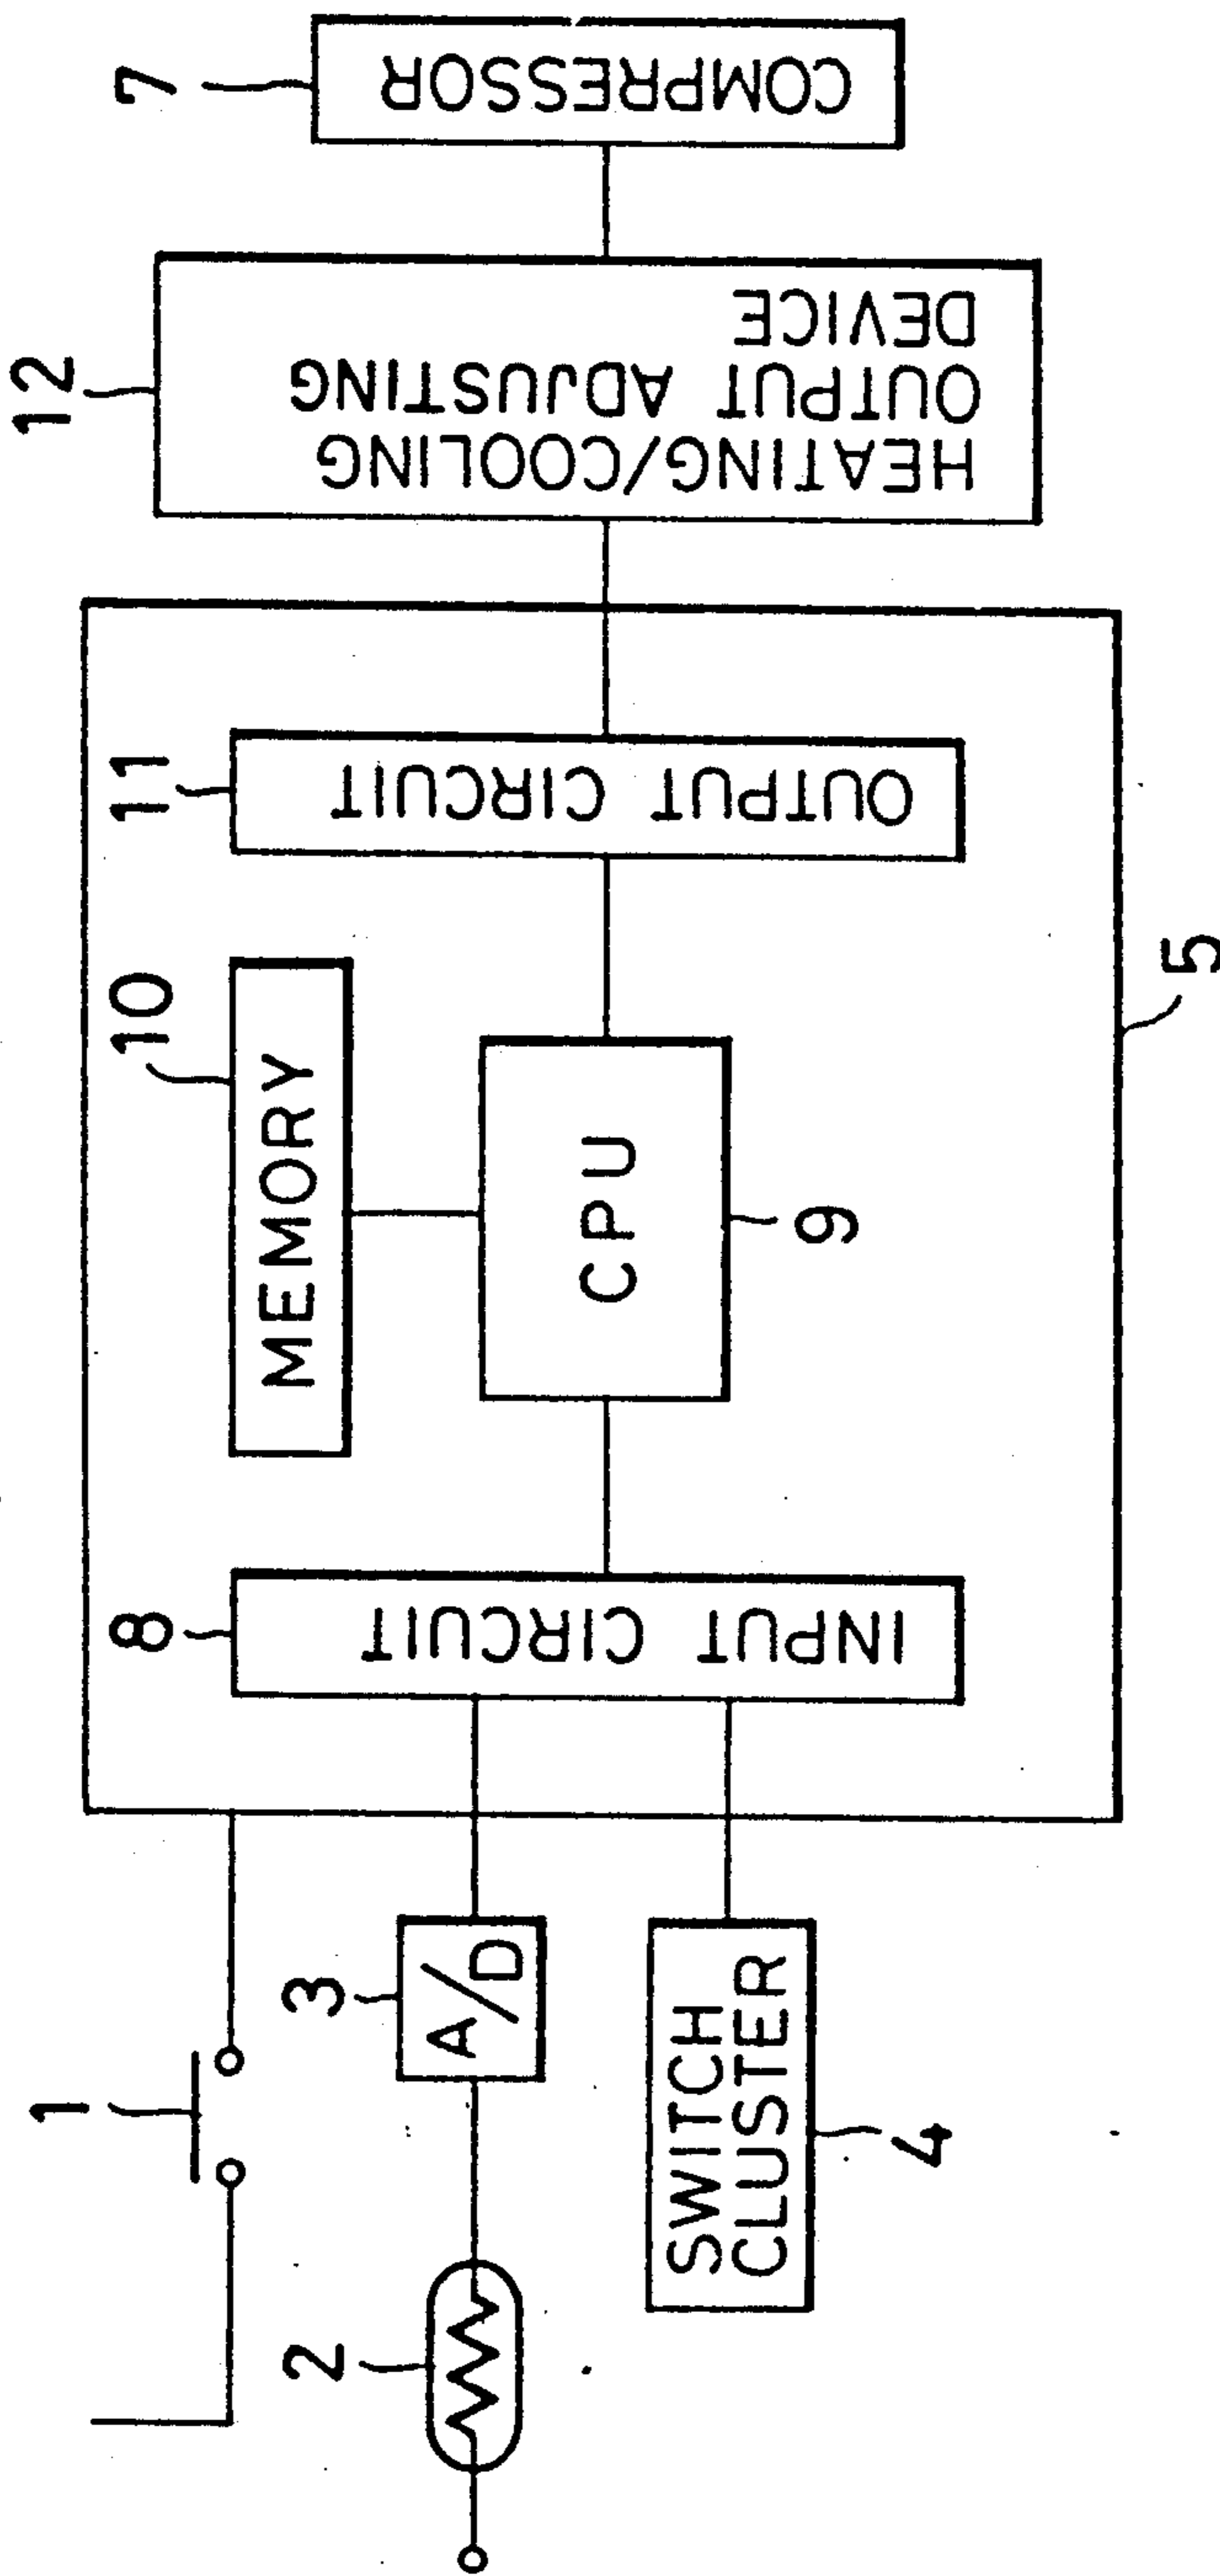 1
2
3
A/D
4
SWITCH
CLUSTER
5
8
INPUT CIRCUIT
10
MEMORY
CPU
9
11
OUTPUT CIRCUIT
12
HEATING/COOLING
OUTPUT ADJUSTING
DEVICE
7
COMPRESSOR